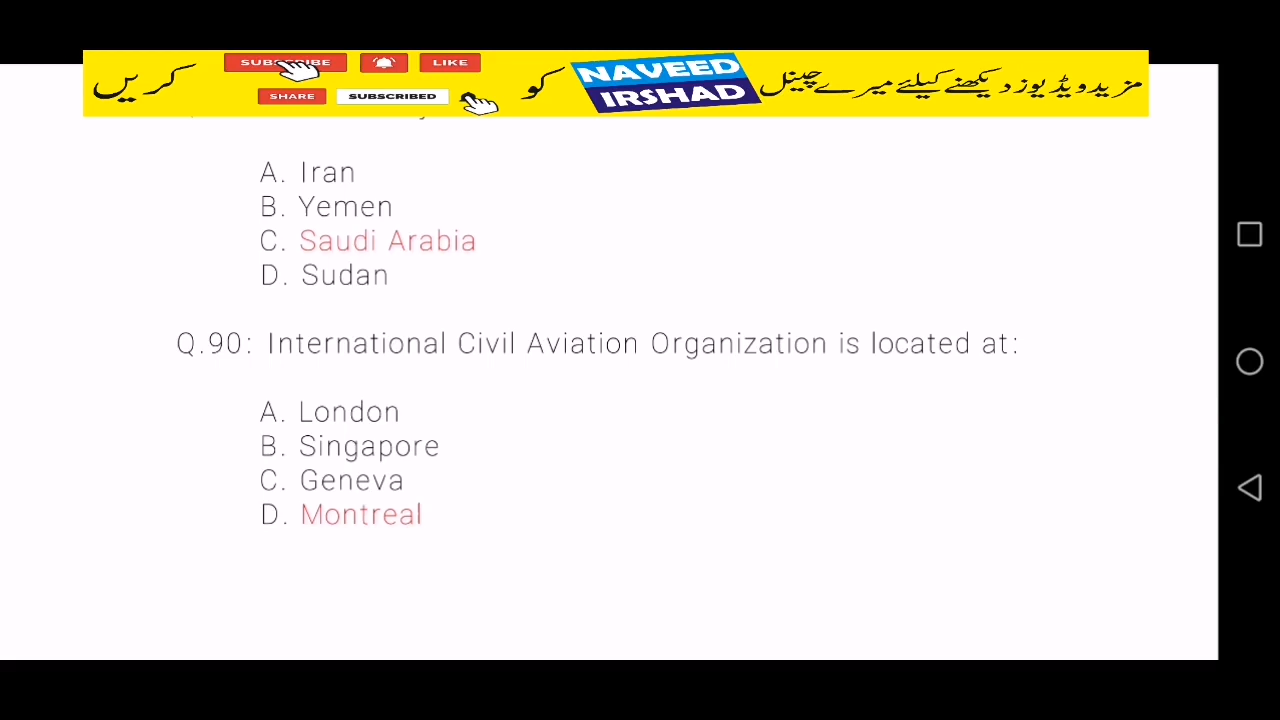 SUBSCRIBE LIKE
مزید ویڈیوز دیکھنے کیلئے میرے چینل NAVEED IRSHAD کو کریں
SHARE SUBSCRIBED
A. Iran
B. Yemen
C. Saudi Arabia
D. Sudan
Q.90: International Civil Aviation Organization is located at:
A. London
B. Singapore
C. Geneva
D. Montreal